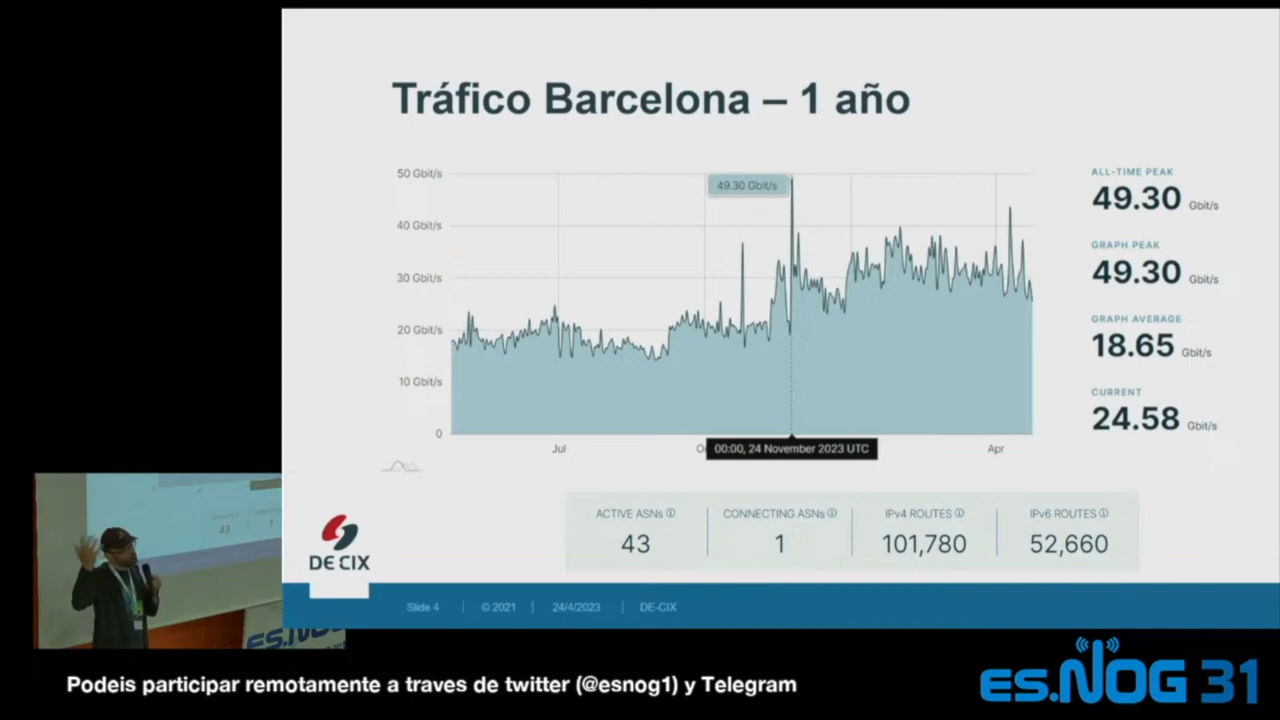 Tráfico Barcelona – 1 año
50 Gbit/s
40 Gbit/s
30 Gbit/s
20 Gbit/s
10 Gbit/s
0
49.30 Gbit/s
Jul
O
00:00, 24 November 2023 UTC
Apr
ALL-TIME PEAK
49.30 Gbit/s
GRAPH PEAK
49.30 Gbit/s
GRAPH AVERAGE
18.65 Gbit/s
CURRENT
24.58 Gbit/s
ACTIVE ASNs
43
CONNECTING ASNs
1
IPv4 ROUTES
101,780
IPv6 ROUTES
52,660
DE CIX
Slide 4 | © 2021 | 24/4/2023 | DE-CIX
43
1
ES.NOG
Podeis participar remotamente a traves de twitter (@esnog1) y Telegram
es.NOG 31